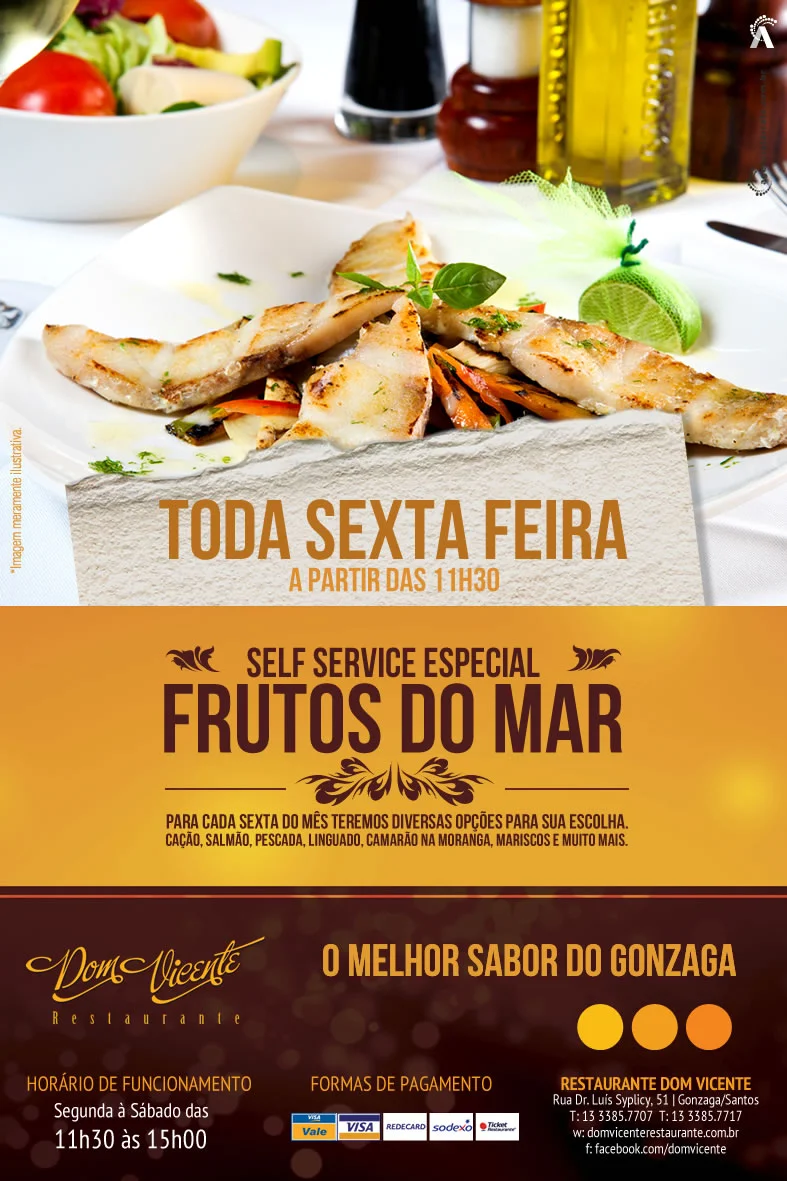 *Imagem meramente ilustrativa.
TODA SEXTA FEIRA
A PARTIR DAS 11H30
SELF SERVICE ESPECIAL
FRUTOS DO MAR
PARA CADA SEXTA DO MÊS TEREMOS DIVERSAS OPÇÕES PARA SUA ESCOLHA.
CAÇÃO, SALMÃO, PESCADA, LINGUADO, CAMARÃO NA MORANGA, MARISCOS E MUITO MAIS.
Dom Vicente
Restaurante
O MELHOR SABOR DO GONZAGA
HORÁRIO DE FUNCIONAMENTO
Segunda à Sábado das
11h30 às 15h00
FORMAS DE PAGAMENTO
VISA
Vale
VISA
REDECARD
sodexo
Ticket
Restaurante
RESTAURANTE DOM VICENTE
Rua Dr. Luís Syplicy, 51 | Gonzaga/Santos
T: 13 3385.7707 T: 13 3385.7717
w: domvicenterestaurante.com.br
f: facebook.com/domvicente